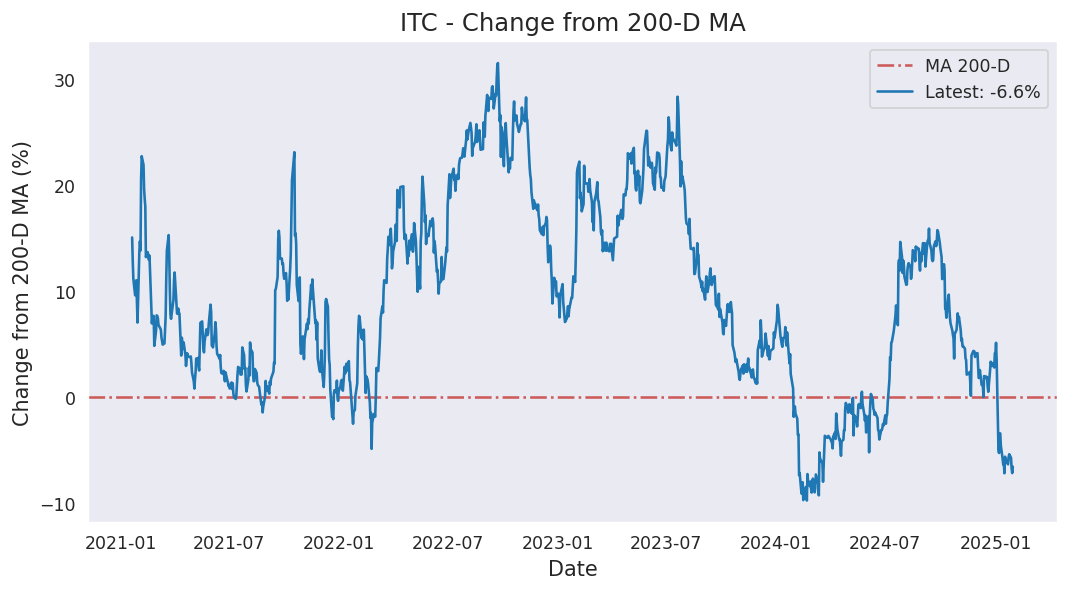 ITC - Change from 200-D MA
MA 200-D
Latest: -6.6%
Change from 200-D MA (%)
30
20
10
0
−10
2021-01
2021-07
2022-01
2022-07
2023-01
2023-07
2024-01
2024-07
2025-01
Date